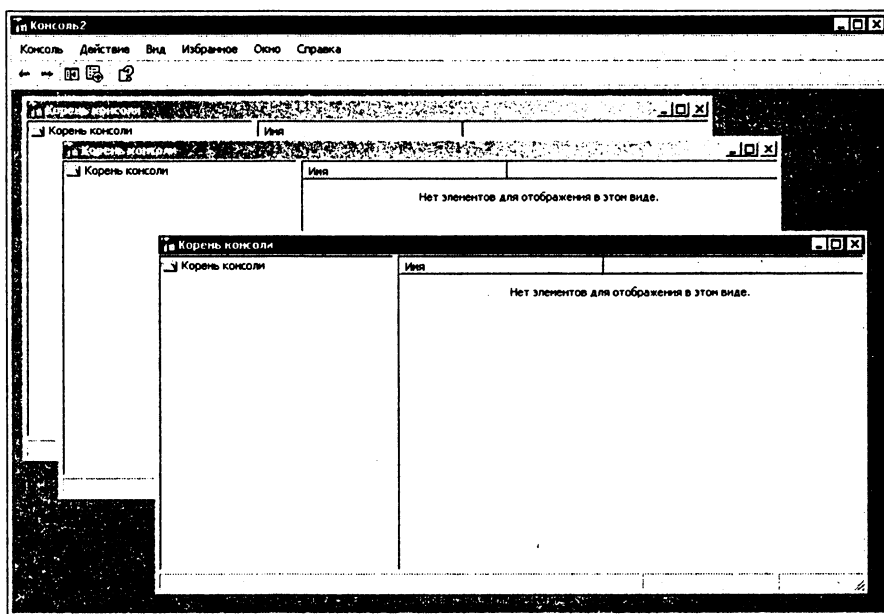 Консоль2
Консоль Действие Вид Избранное Окно Справка
Корень консоли
Корень консоли Имя
Корень консоли
Корень консоли Имя
Нет элементов для отображения в этом виде.
Корень консоли
Корень консоли Имя
Нет элементов для отображения в этом виде.